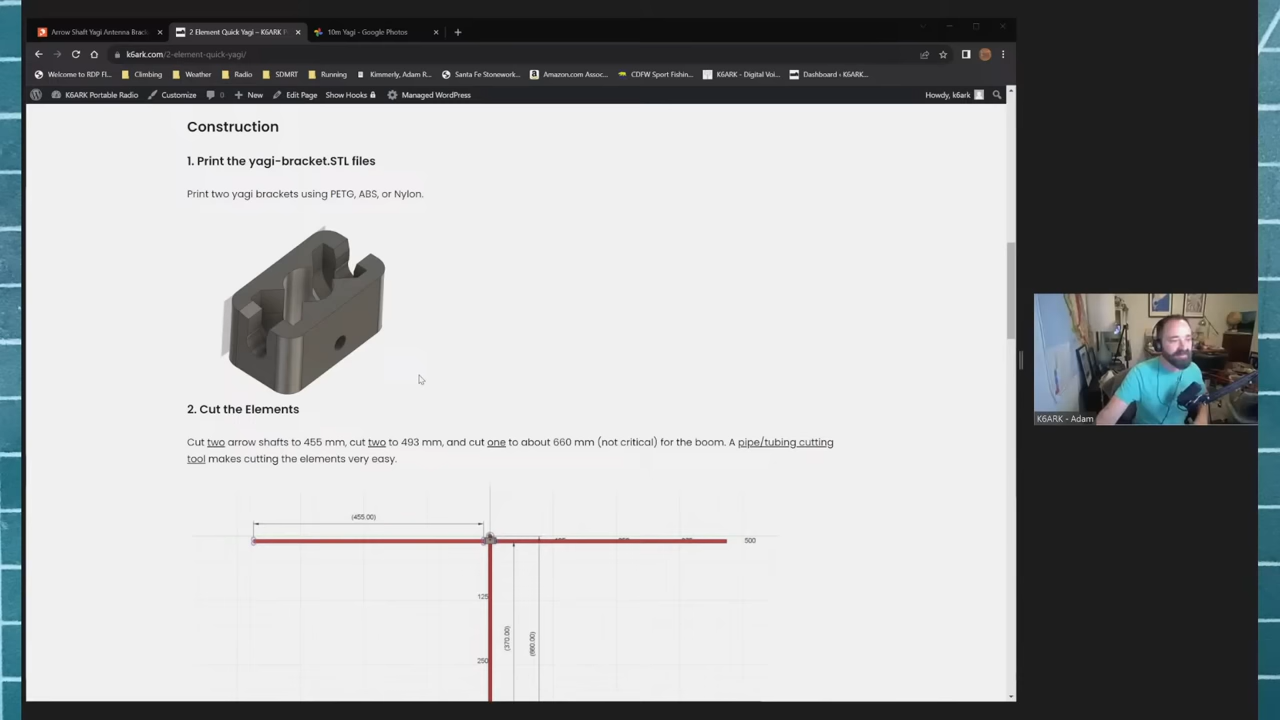 Arrow Shaft Yagi Antenna Brack
2 Element Quick Yagi – K6ARK P
10m Yagi - Google Photos
k6ark.com/2-element-quick-yagi/
Welcome to RDP Fl...
Climbing
Weather
Radio
SDMRT
Running
Kimmerly, Adam R...
Santa Fe Stonework...
Amazon.com Assoc...
CDFW Sport Fishin...
K6ARK - Digital Voi...
Dashboard ‹ K6ARK...
K6ARK Portable Radio
Customize
0
New
Edit Page
Show Hooks
Managed WordPress
Howdy, k6ark
Construction
1. Print the yagi-bracket.STL files
Print two yagi brackets using PETG, ABS, or Nylon.
2. Cut the Elements
Cut two arrow shafts to 455 mm, cut two to 493 mm, and cut one to about 660 mm (not critical) for the boom. A pipe/tubing cutting
tool makes cutting the elements very easy.
(455.00)
500
125
(370.00)
(660.00)
250
K6ARK - Adam